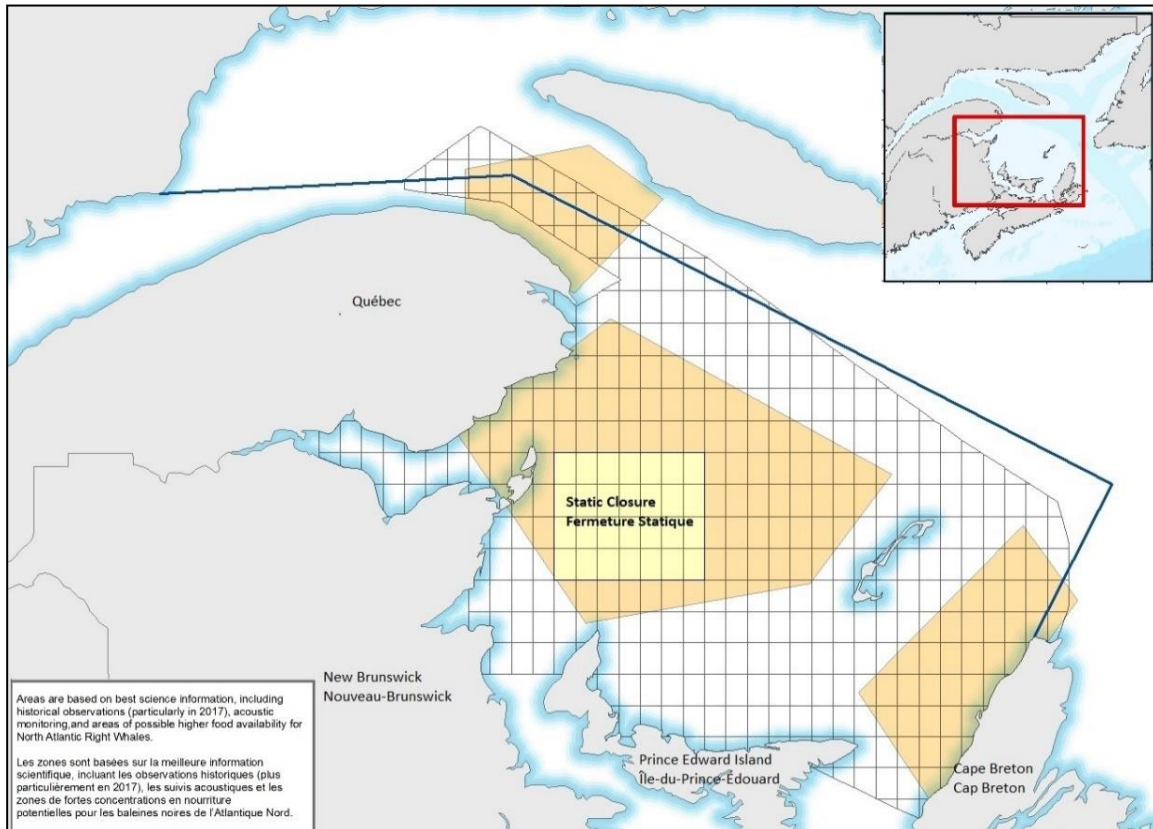 Québec
Static Closure
Fermeture Statique
New Brunswick
Nouveau-Brunswick
Prince Edward Island
Île-du-Prince-Édouard
Cape Breton
Cap Breton
Areas are based on best science information, including
historical observations (particularly in 2017), acoustic
monitoring,and areas of possible higher food availability for
North Atlantic Right Whales.
Les zones sont basées sur la meilleure information
scientifique, incluant les observations historiques (plus
particulièrement en 2017), les suivis acoustiques et les
zones de fortes concentrations en nourriture
potentielles pour les baleines noires de l'Atlantique Nord.